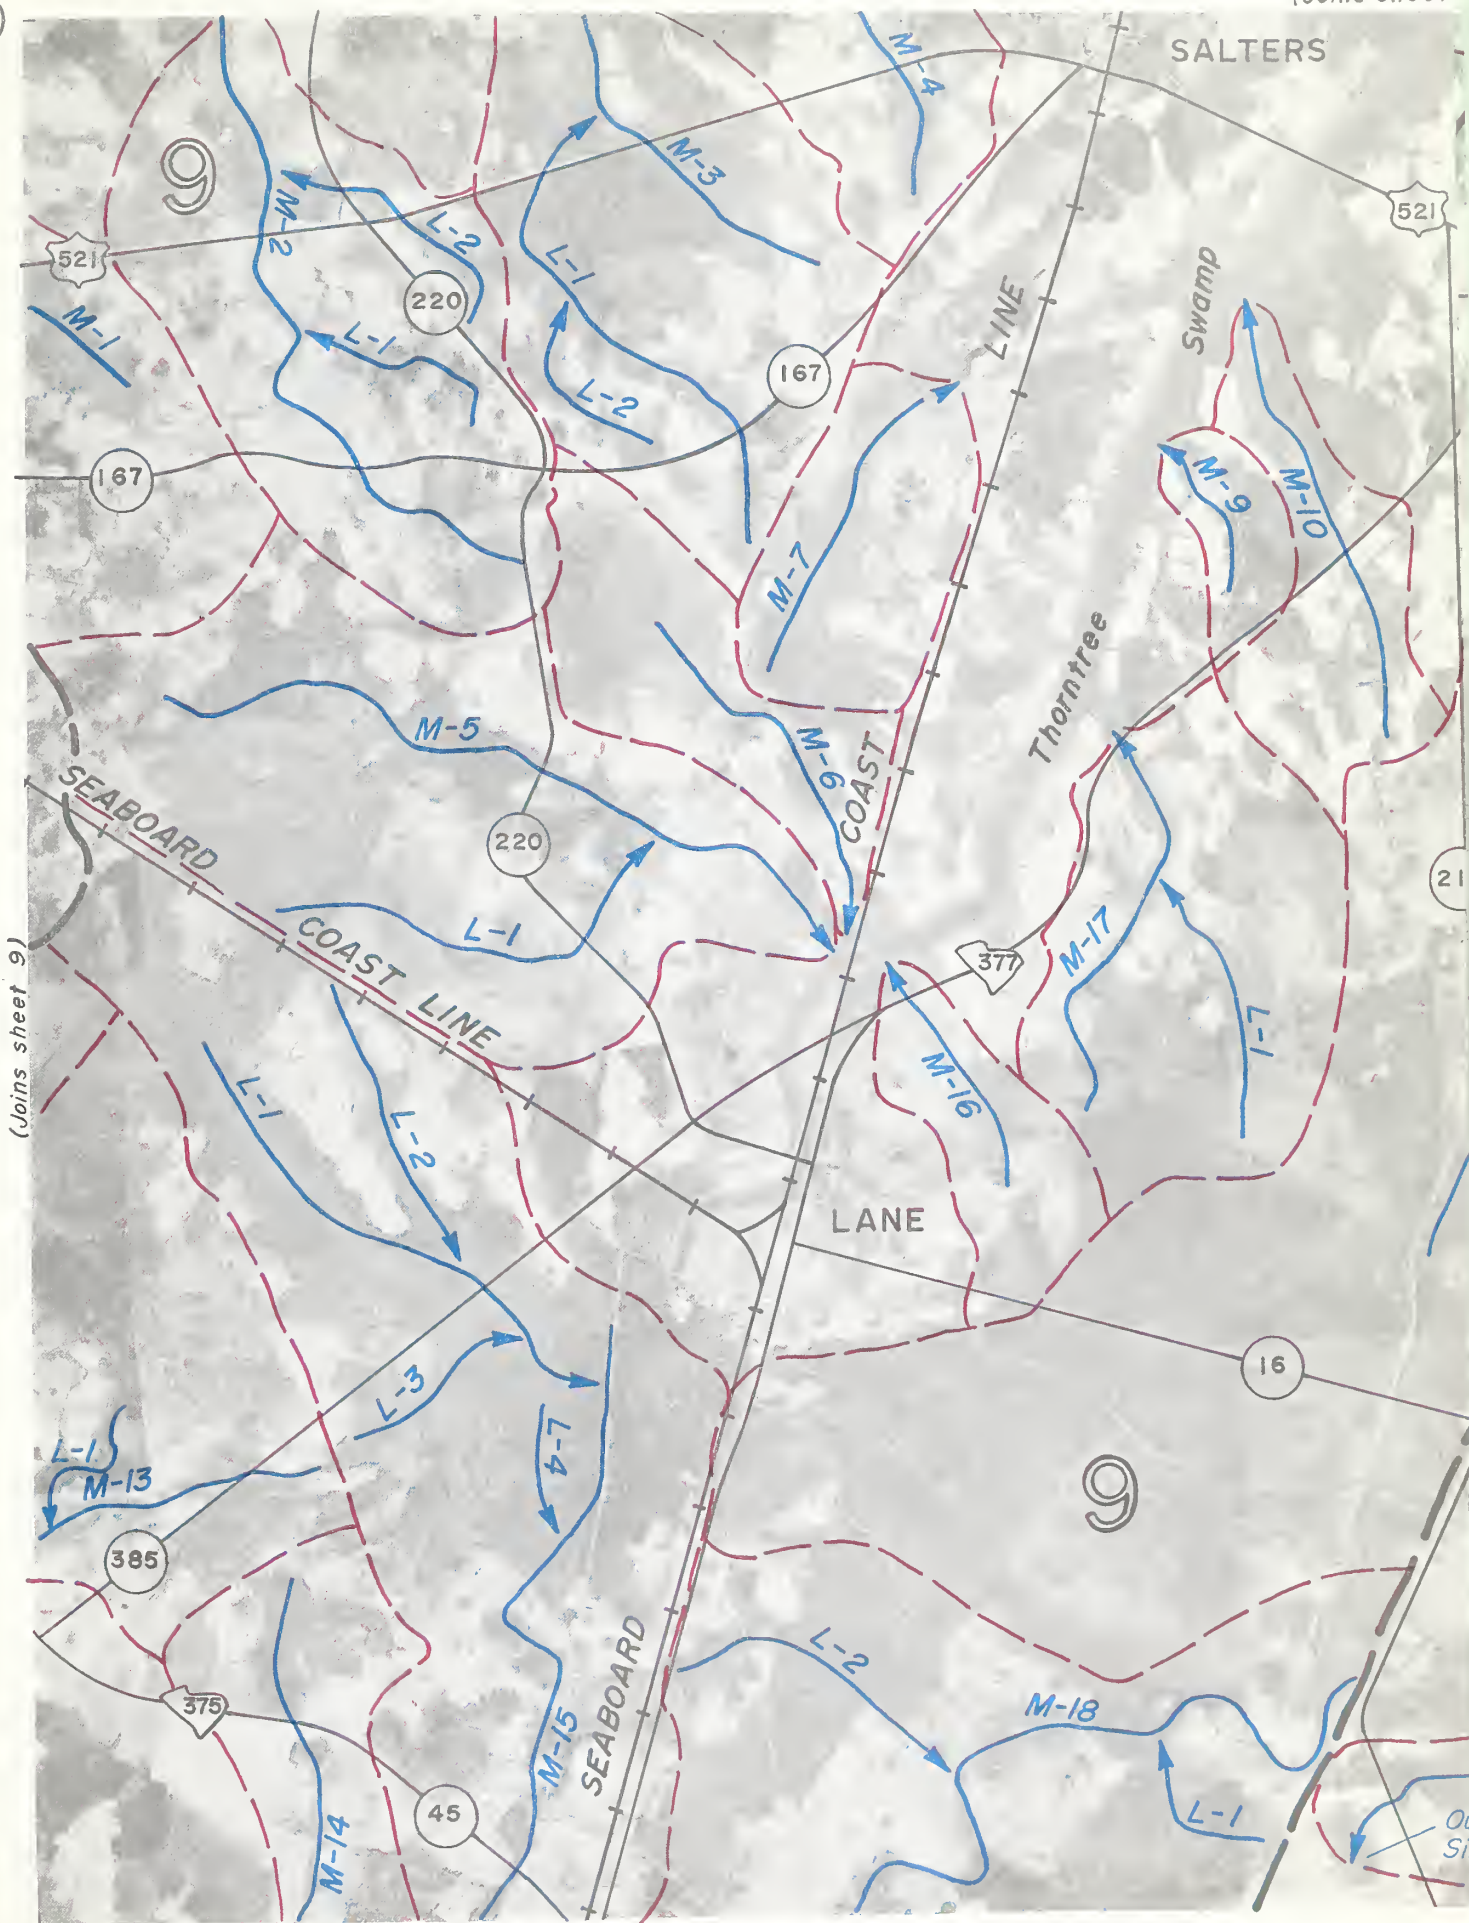 SALTERS
M-4
9
M-3
521
M-2
L-2
521
L-1
Swamp
220
LINE
M-1
L-1
167
L-2
167
M-9
M-10
M-7
Thorntree
M-5
M-6
COAST
SEABOARD
220
21
L-1
COAST LINE
M-17
377
(Joins sheet 9)
L-1
L-1
L-2
M-16
LANE
16
L-3
L-4
L-1
M-13
9
385
SEABOARD
L-2
375
M-18
M-15
45
L-1
M-14